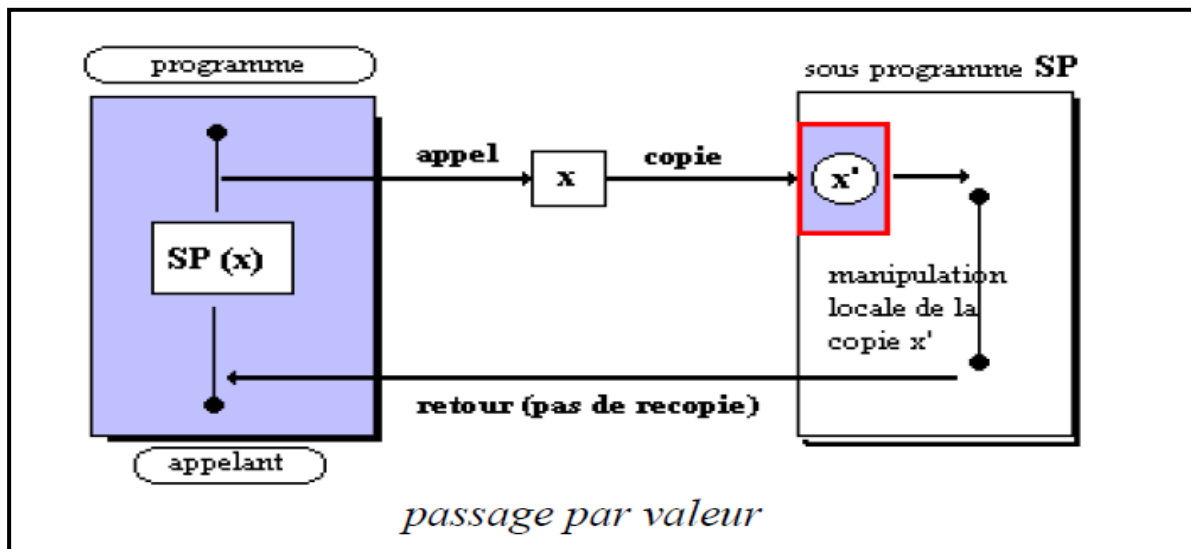 programme
sous programme SP
appel
copie
x
x'
SP (x)
manipulation
locale de la
copie x'
retour (pas de recopie)
appelant
passage par valeur